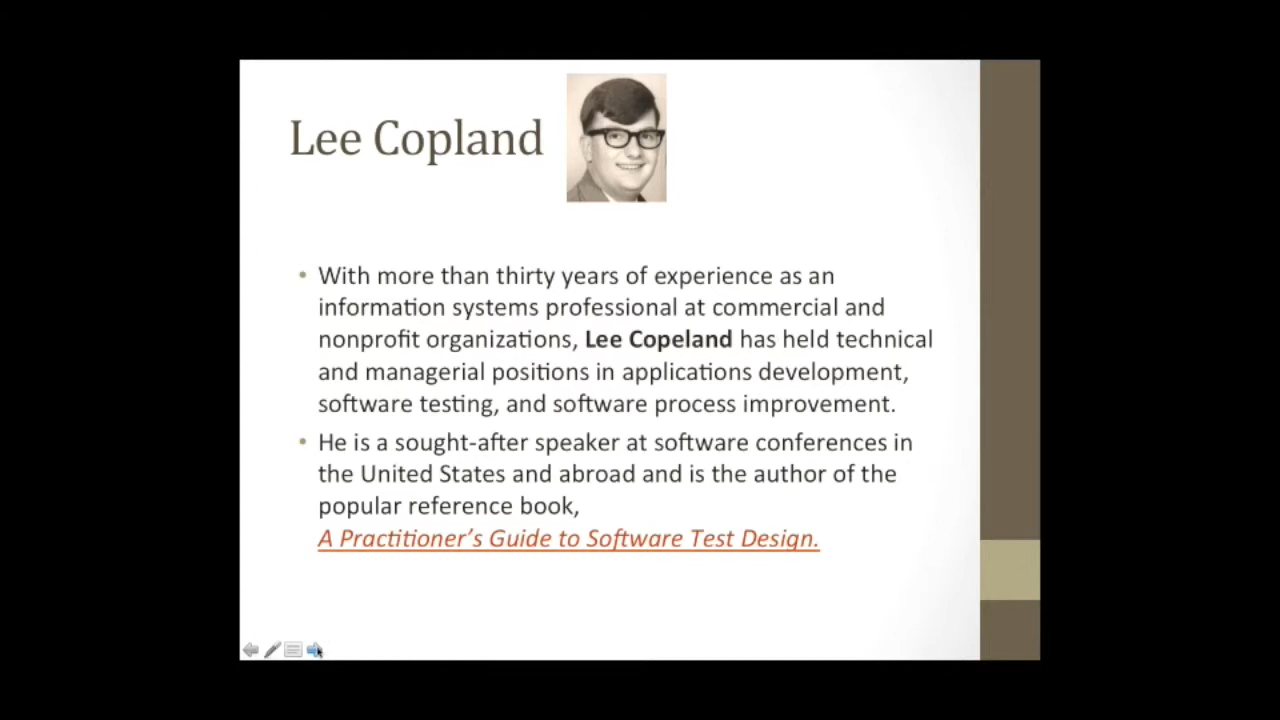 Lee Copland
• With more than thirty years of experience as an
information systems professional at commercial and
nonprofit organizations, Lee Copeland has held technical
and managerial positions in applications development,
software testing, and software process improvement.
• He is a sought-after speaker at software conferences in
the United States and abroad and is the author of the
popular reference book,
A Practitioner’s Guide to Software Test Design.